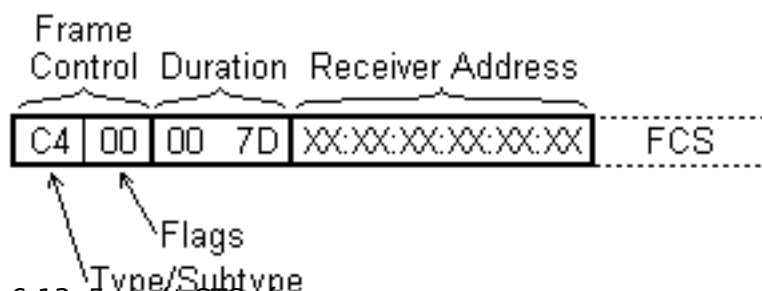 Frame
Control Duration Receiver Address
C4 00 00 7D XX:XX:XX:XX:XX:XX FCS
Flags
Type/Subtype